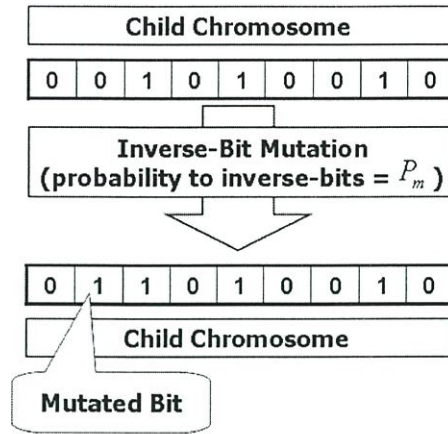 Child Chromosome
0 0 1 0 1 0 0 1 0
Inverse-Bit Mutation
(probability to inverse-bits = P_m )
0 1 1 0 1 0 0 1 0
Child Chromosome
Mutated Bit